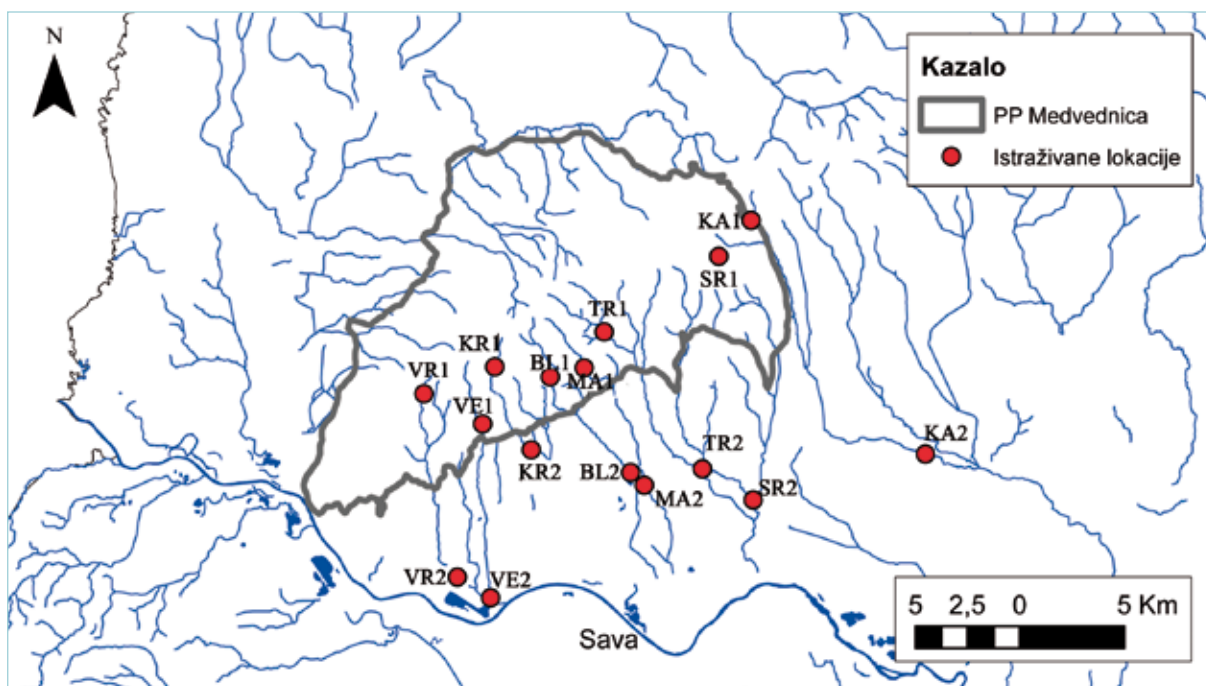 N
Kazalo
PP Medvednica
Istraživane lokacije
KA1
SR1
TR1
KR1
BL1
MA1
VR1
VE1
KR2
TR2
KA2
BL2
MA2
SR2
VR2
VE2
Sava
5 2,5 0 5 Km